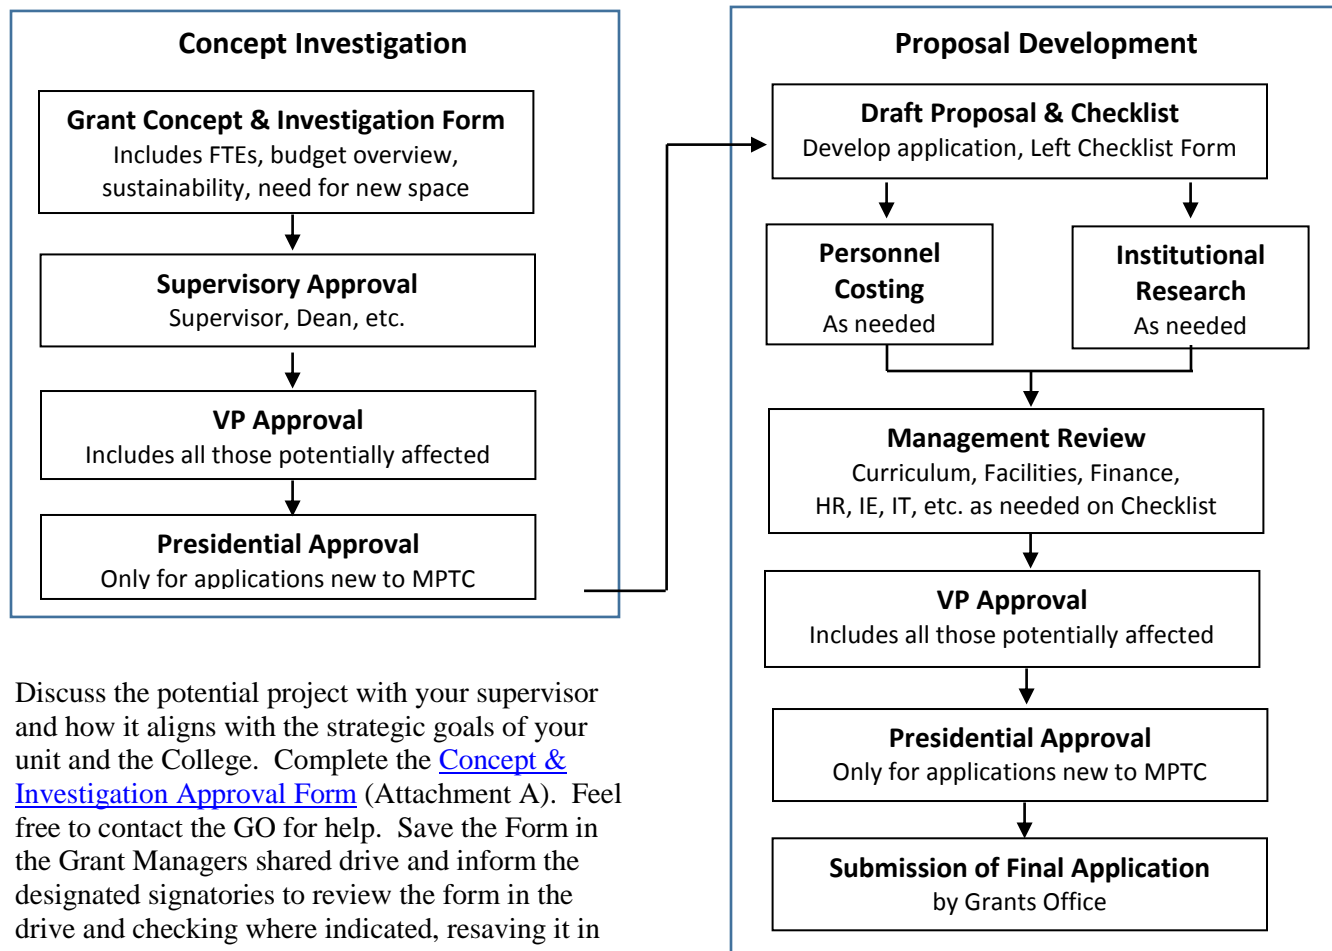 Concept Investigation
Grant Concept & Investigation Form
Includes FTEs, budget overview,
sustainability, need for new space
Supervisory Approval
Supervisor, Dean, etc.
VP Approval
Includes all those potentially affected
Presidential Approval
Only for applications new to MPTC
Discuss the potential project with your supervisor
and how it aligns with the strategic goals of your
unit and the College.  Complete the Concept &
Investigation Approval Form (Attachment A).  Feel
free to contact the GO for help.  Save the Form in
the Grant Managers shared drive and inform the
designated signatories to review the form in the
drive and checking where indicated, resaving it in
Proposal Development
Draft Proposal & Checklist
Develop application, Left Checklist Form
Personnel
Costing
As needed
Institutional
Research
As needed
Management Review
Curriculum, Facilities, Finance,
HR, IE, IT, etc. as needed on Checklist
VP Approval
Includes all those potentially affected
Presidential Approval
Only for applications new to MPTC
Submission of Final Application
by Grants Office